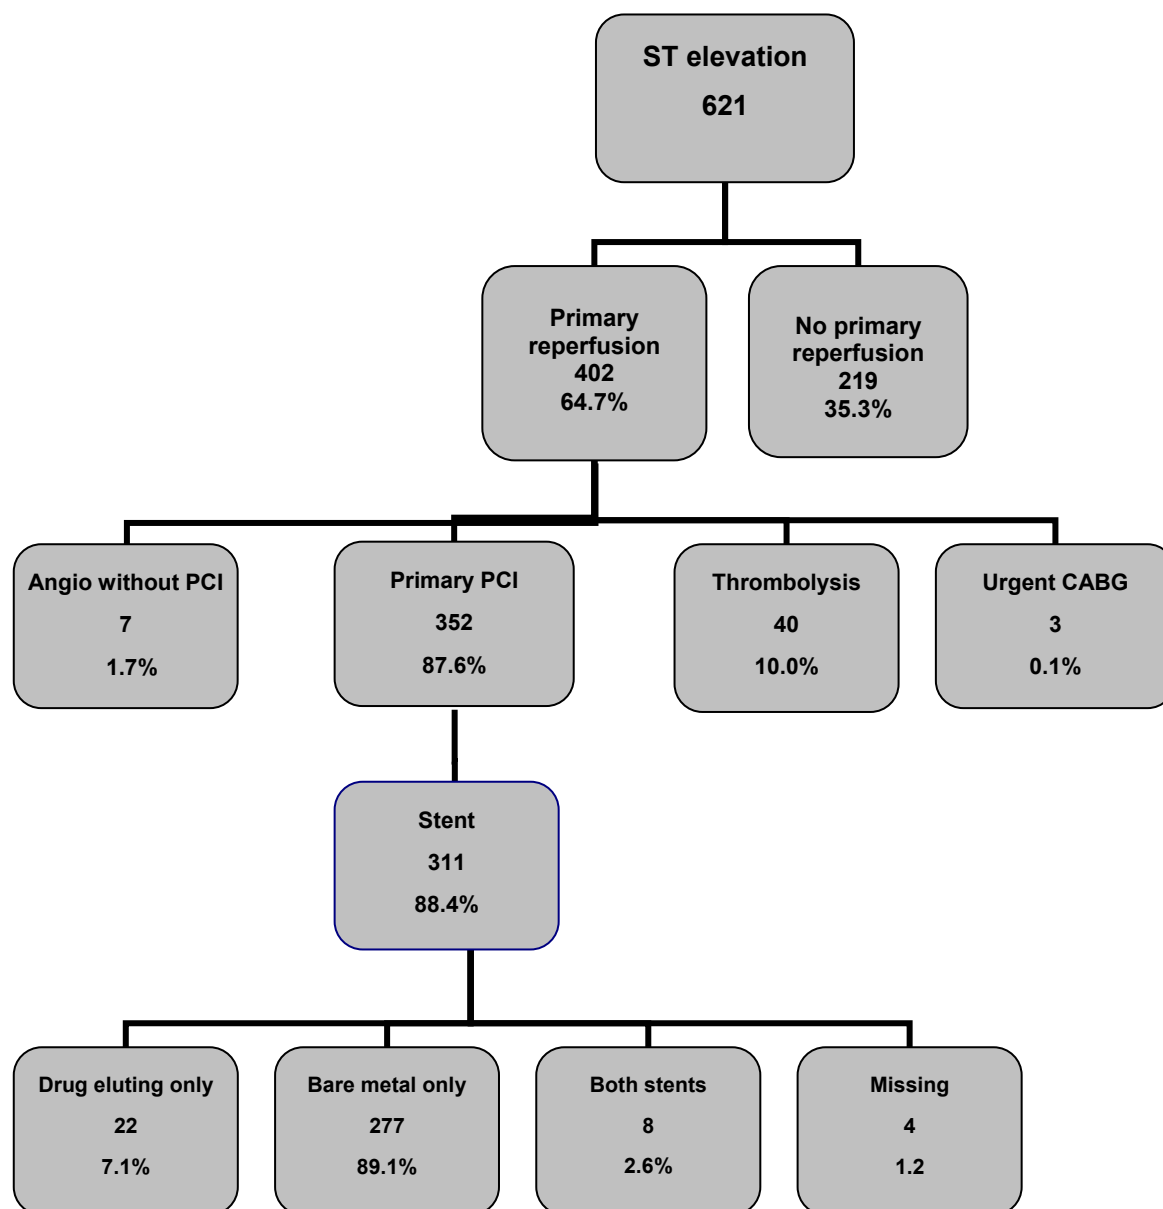 ST elevation
621
Primary
reperfusion
402
64.7%
No primary
reperfusion
219
35.3%
Angio without PCI
7
1.7%
Primary PCI
352
87.6%
Thrombolysis
40
10.0%
Urgent CABG
3
0.1%
Stent
311
88.4%
Drug eluting only
22
7.1%
Bare metal only
277
89.1%
Both stents
8
2.6%
Missing
4
1.2